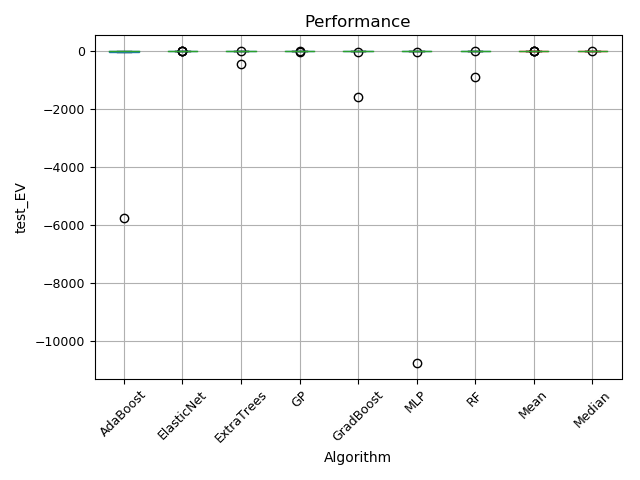 Performance
0
−2000
−4000
−6000
−8000
−10000
test_EV
AdaBoost
ElasticNet
ExtraTrees
GP
GradBoost
MLP
RF
Mean
Median
Algorithm